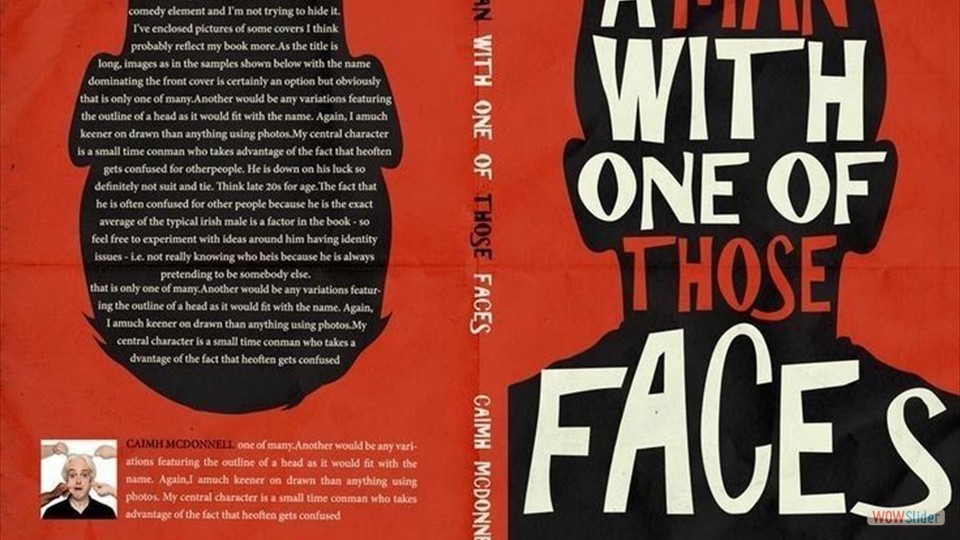 comedy element and I'm not trying to hide it.
I've enclosed pictures of some covers I think
probably reflect my book more.As the title is
long, images as in the samples shown below with the name
dominating the front cover is certainly an option but obviously
that is only one of many.Another would be any variations featuring
the outline of a head as it would fit with the name. Again, I amuch
keener on drawn than anything using photos.My central character
is a small time conman who takes advantage of the fact that heoften
gets confused for otherpeople. He is down on his luck so
definitely not suit and tie. Think late 20s for age.The fact that
he is often confused for other people because he is the exact
average of the typical irish male is a factor in the book - so
feel free to experiment with ideas around him having identity
issues - i.e. not really knowing who heis because he is always
pretending to be somebody else.
that is only one of many.Another would be any variations featur-
ing the outline of a head as it would fit with the name. Again,
I amuch keener on drawn than anything using photos.My
central character is a small time conman who takes a
dvantage of the fact that heoften gets confused
CAIMH MCDONNELL one of many.Another would be any vari-
ations featuring the outline of a head as it would fit with the
name. Again,I amuch keener on drawn than anything using
photos. My central character is a small time conman who takes
advantage of the fact that heoften gets confused
AN WITH ONE OF THOSE FACES CAIMH MCDONNE
A MAN
WITH
ONE OF
THOSE
FACES
WOWSlider